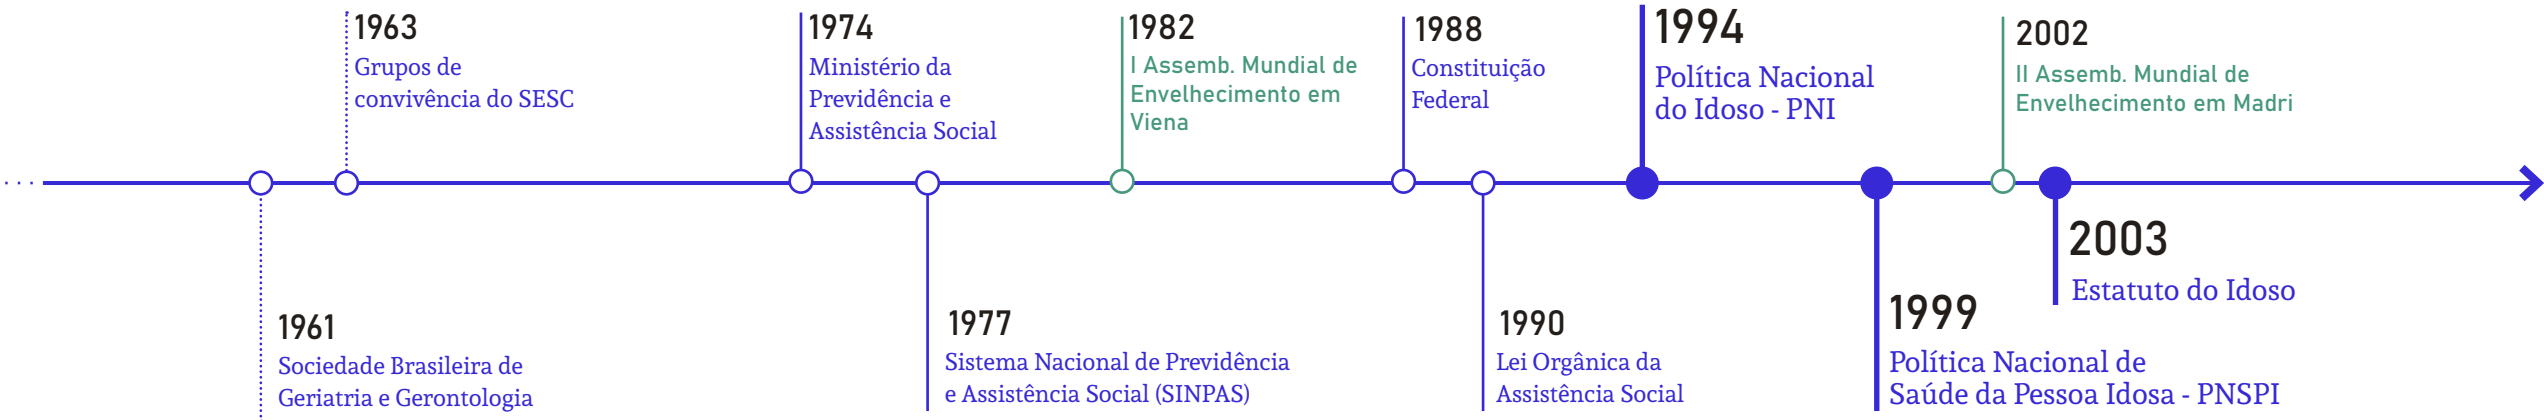 1963
Grupos de
convivência do SESC
1974
Ministério da
Previdência e
Assistência Social
1982
I Assemb. Mundial de
Envelhecimento em
Viena
1988
Constituição
Federal
1994
Política Nacional
do Idoso - PNI
2002
II Assemb. Mundial de
Envelhecimento em Madri
1961
Sociedade Brasileira de
Geriatria e Gerontologia
1977
Sistema Nacional de Previdência
e Assistência Social (SINPAS)
1990
Lei Orgânica da
Assistência Social
1999
Política Nacional de
Saúde da Pessoa Idosa - PNSPI
2003
Estatuto do Idoso